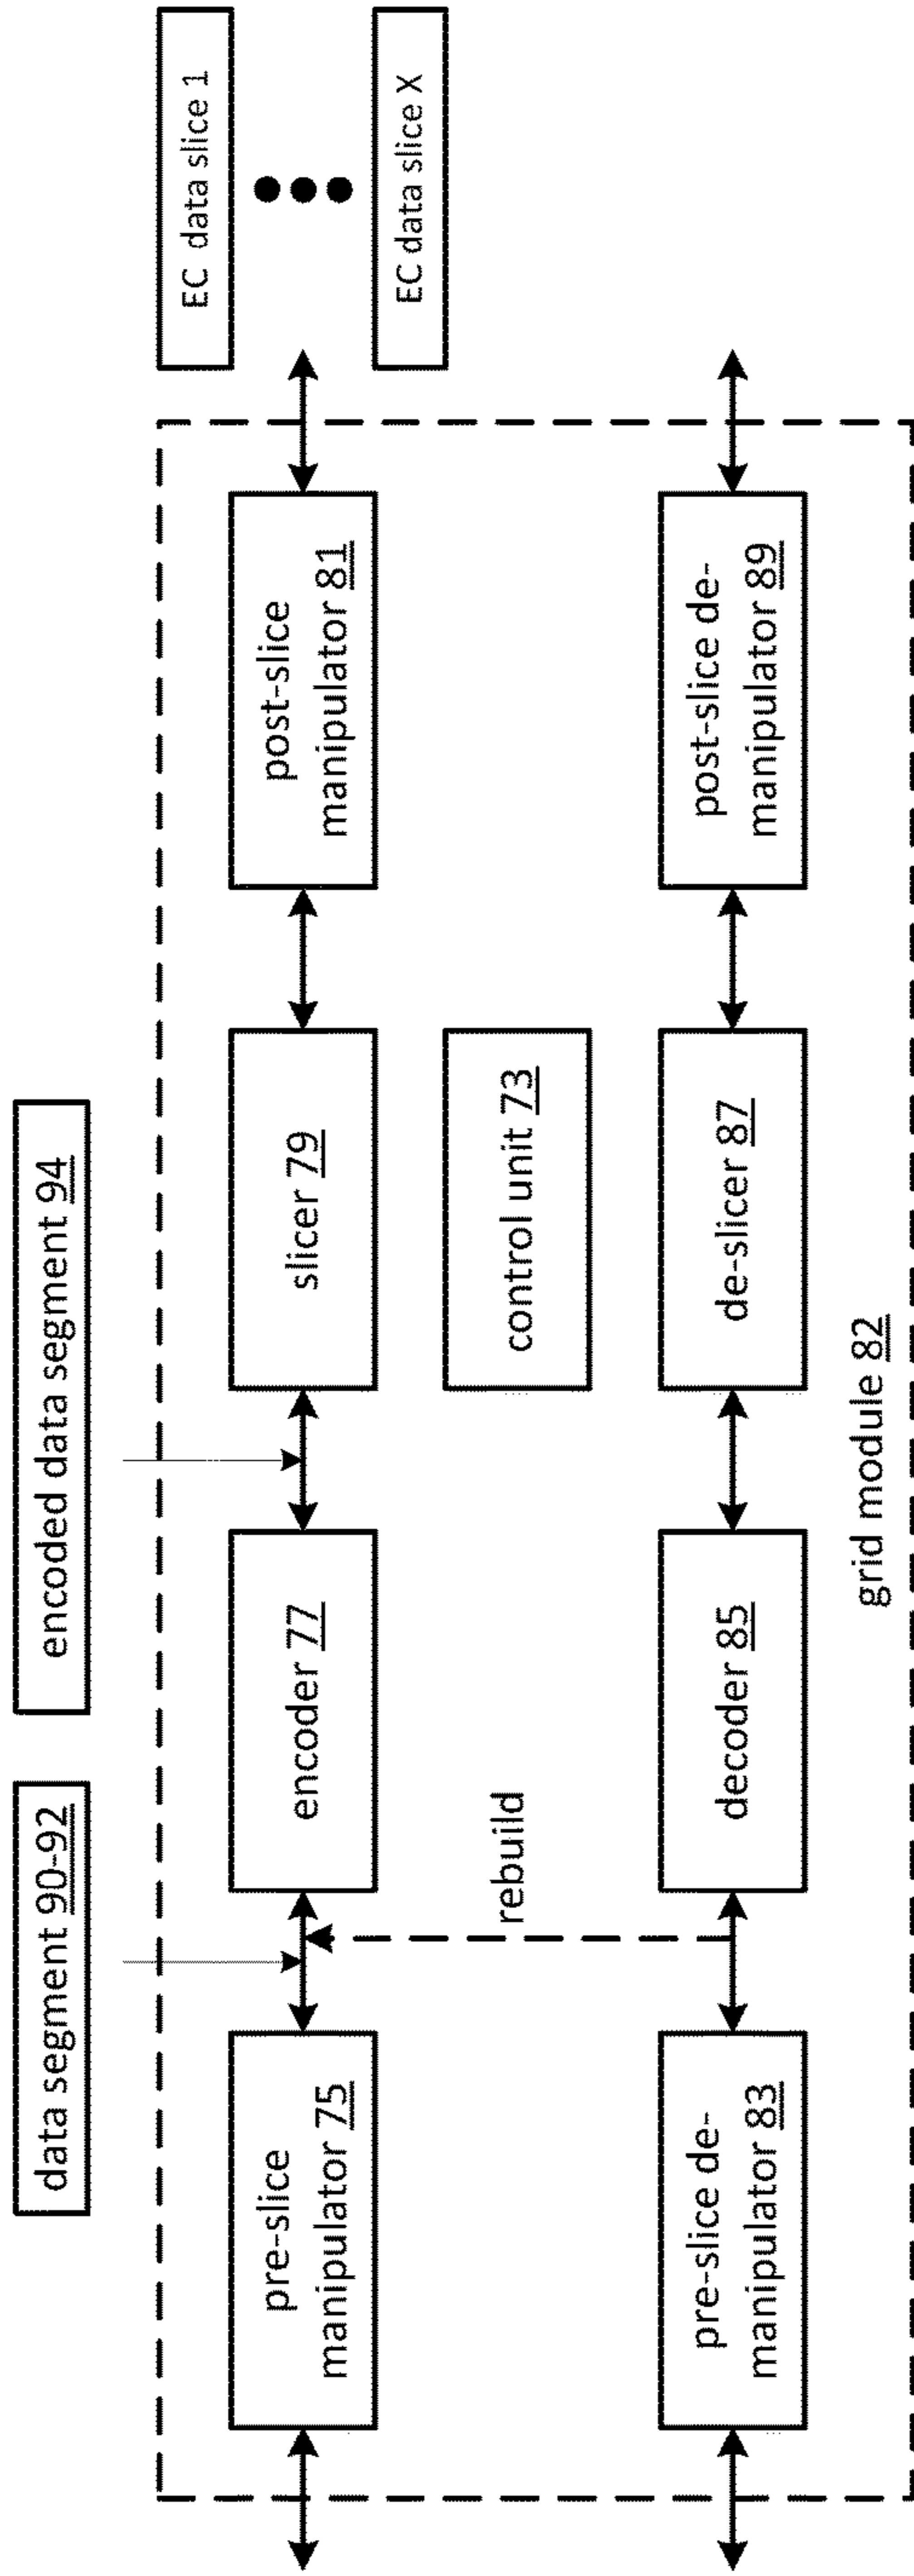 data segment 90-92
encoded data segment 94
EC data slice 1
EC data slice X
pre-slice
manipulator 75
encoder 77
slicer 79
post-slice
manipulator 81
rebuild
control unit 73
pre-slice de-
manipulator 83
decoder 85
de-slicer 87
post-slice de-
manipulator 89
grid module 82